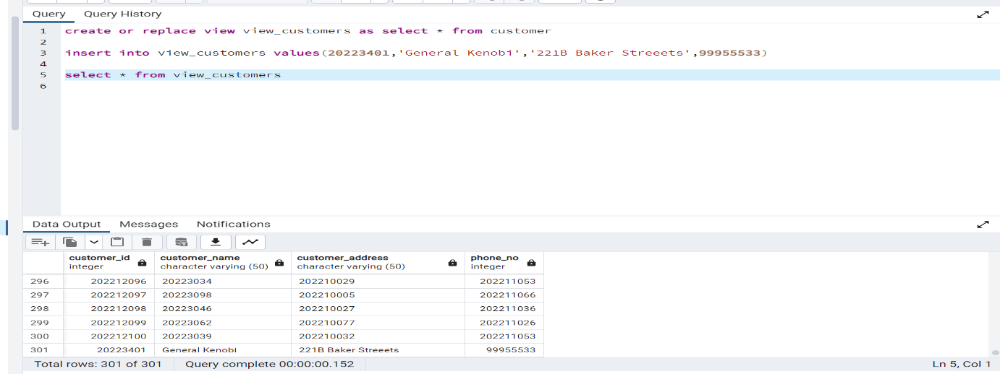 Query Query History
1 create or replace view view_customers as select * from customer
2
3 insert into view_customers values(20223401,'General Kenobi','221B Baker Streeets',99955533)
4
5 select * from view_customers
6
Data Output Messages Notifications
customer_id customer_name customer_address phone_no
integer character varying (50) character varying (50) integer
296 202212096 20223034 202210029 202211053
297 202212097 20223098 202210005 202211066
298 202212098 20223046 202210027 202211036
299 202212099 20223062 202210077 202211026
300 202212100 20223039 202210032 202211053
301 20223401 General Kenobi 221B Baker Streeets 99955533
Total rows: 301 of 301 Query complete 00:00:00.152 Ln 5, Col 1